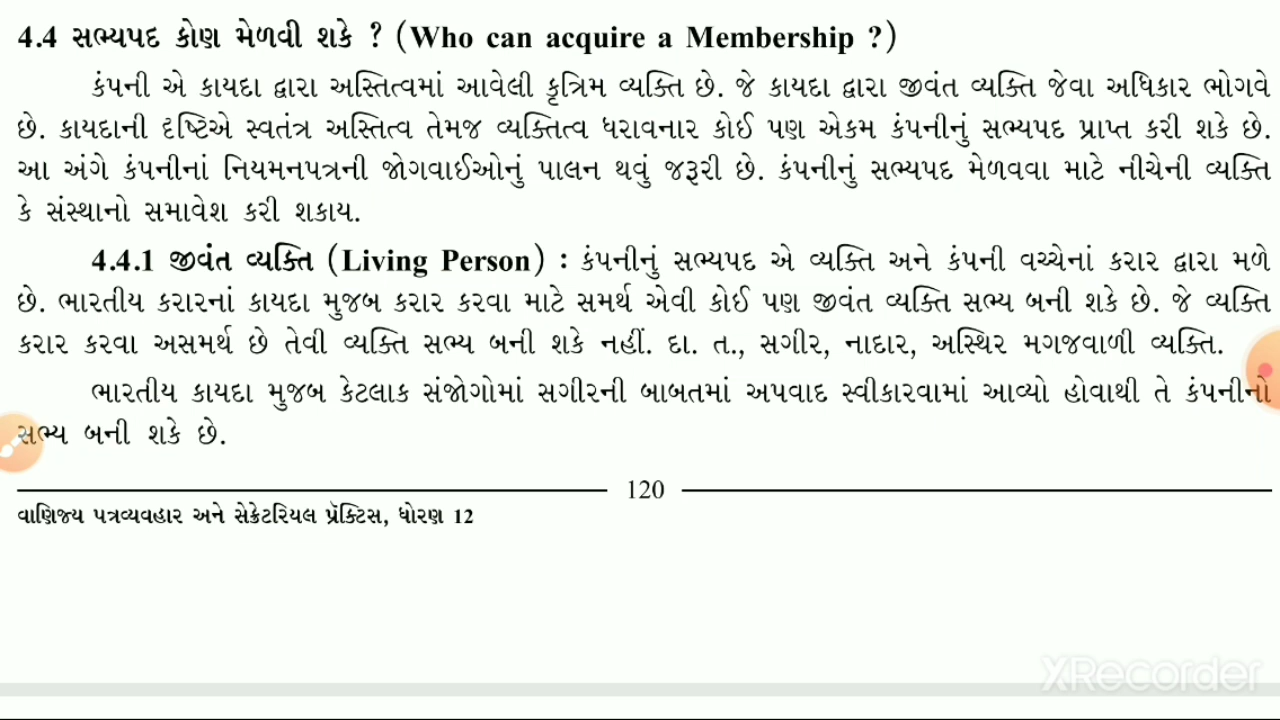 4.4 સભ્યપદ કોણ મેળવી શકે ? (Who can acquire a Membership ?)
કંપની એ કાયદા દ્વારા અસ્તિત્વમાં આવેલી કૃત્રિમ વ્યક્તિ છે. જે કાયદા દ્વારા જીવંત વ્યક્તિ જેવા અધિકાર ભોગવે
છે. કાયદાની દૃષ્ટિએ સ્વતંત્ર અસ્તિત્વ તેમજ વ્યક્તિત્વ ધરાવનાર કોઈ પણ એકમ કંપનીનું સભ્યપદ પ્રાપ્ત કરી શકે છે.
આ અંગે કંપનીનાં નિયમનપત્રની જોગવાઈઓનું પાલન થવું જરૂરી છે. કંપનીનું સભ્યપદ મેળવવા માટે નીચેની વ્યક્તિ
કે સંસ્થાનો સમાવેશ કરી શકાય.
4.4.1 જીવંત વ્યક્તિ (Living Person) : કંપનીનું સભ્યપદ એ વ્યક્તિ અને કંપની વચ્ચેનાં કરાર દ્વારા મળે
છે. ભારતીય કરારનાં કાયદા મુજબ કરાર કરવા માટે સમર્થ એવી કોઈ પણ જીવંત વ્યક્તિ સભ્ય બની શકે છે. જે વ્યક્તિ
કરાર કરવા અસમર્થ છે તેવી વ્યક્તિ સભ્ય બની શકે નહીં. દા. ત., સગીર, નાદાર, અસ્થિર મગજવાળી વ્યક્તિ.
ભારતીય કાયદા મુજબ કેટલાક સંજોગોમાં સગીરની બાબતમાં અપવાદ સ્વીકારવામાં આવ્યો હોવાથી તે કંપનીનો
સભ્ય બની શકે છે.
120
વાણિજ્ય પત્રવ્યવહાર અને સેક્રેટરિયલ પ્રૅક્ટિસ, ધોરણ 12
XRecorder